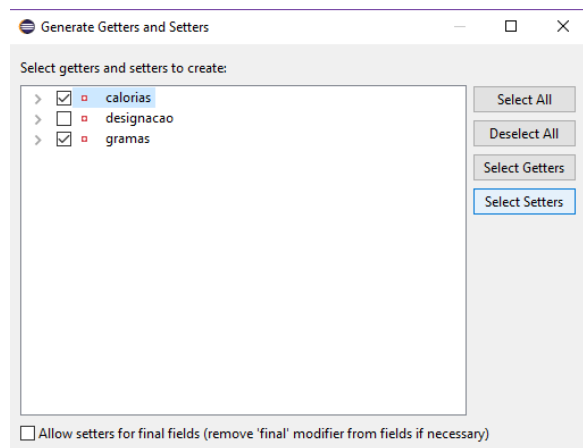 Generate Getters and Setters
Select getters and setters to create:
calorias
designacao
gramas
Select All
Deselect All
Select Getters
Select Setters
Allow setters for final fields (remove 'final' modifier from fields if necessary)